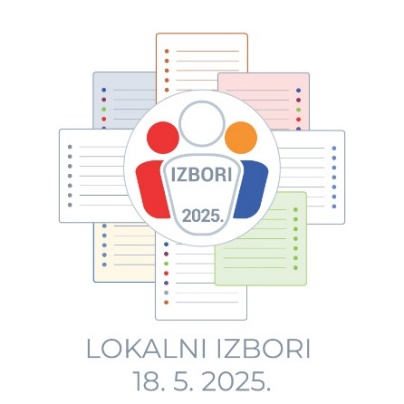 IZBORI
2025.
LOKALNI IZBORI
18. 5. 2025.